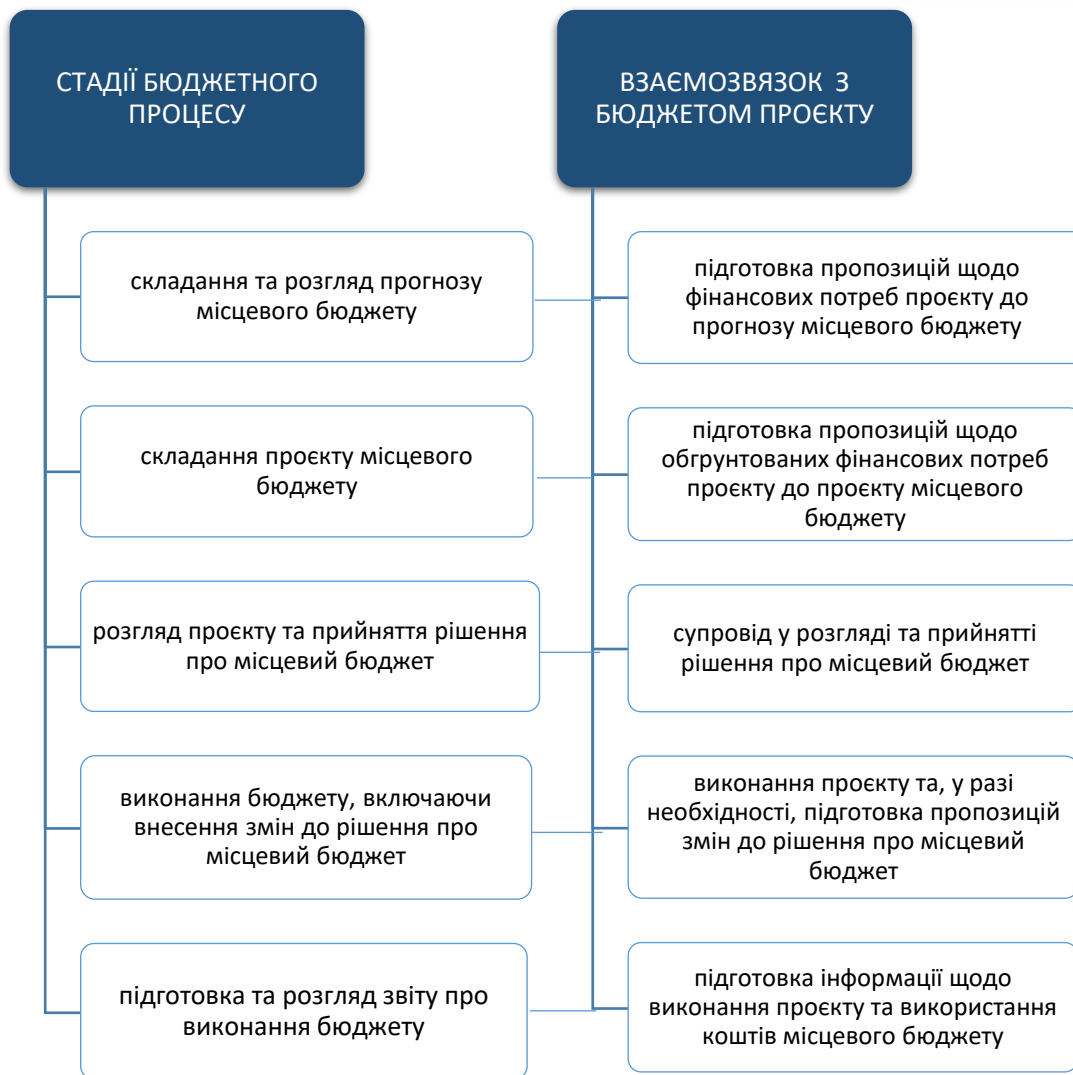 СТАДІЇ БЮДЖЕТНОГО
ПРОЦЕСУ
ВЗАЄМОЗВЯЗОК З
БЮДЖЕТОМ ПРОЄКТУ
складання та розгляд прогнозу
місцевого бюджету
підготовка пропозицій щодо
фінансових потреб проєкту до
прогнозу місцевого бюджету
складання проєкту місцевого
бюджету
підготовка пропозицій щодо
обгрунтованих фінансових потреб
проєкту до проєкту місцевого
бюджету
розгляд проєкту та прийняття рішення
про місцевий бюджет
супровід у розгляді та прийнятті
рішення про місцевий бюджет
виконання бюджету, включаючи
внесення змін до рішення про
місцевий бюджет
виконання проєкту та, у разі
необхідності, підготовка пропозицій
змін до рішення про місцевий
бюджет
підготовка та розгляд звіту про
виконання бюджету
підготовка інформації щодо
виконання проєкту та використання
коштів місцевого бюджету